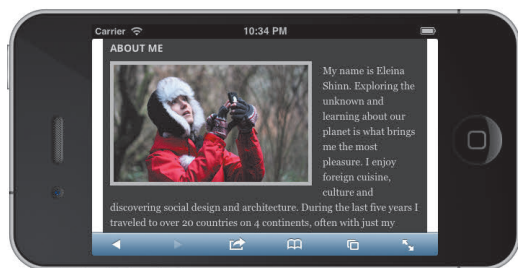 Carrier 10:34 PM
ABOUT ME
My name is Eleina
Shinn. Exploring the
unknown and
learning about our
planet is what brings
me the most
pleasure. I enjoy
foreign cuisine,
culture and
discovering social design and architecture. During the last five years I
traveled to over 20 countries on 4 continents, often with just my